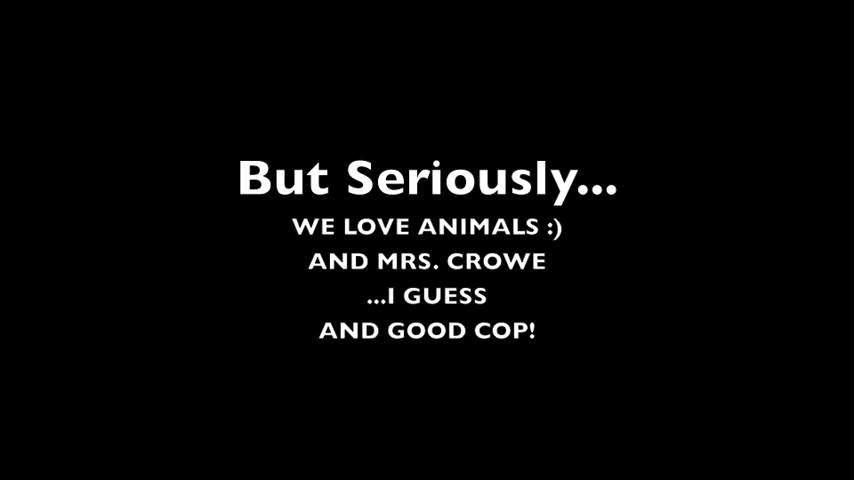 But Seriously...
WE LOVE ANIMALS :)
AND MRS. CROWE
...I GUESS
AND GOOD COP!